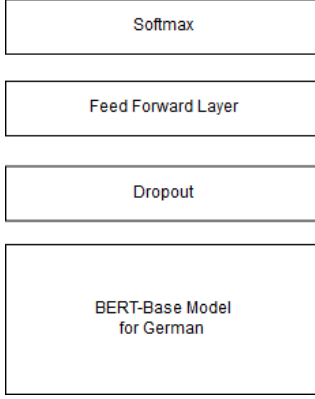 Softmax
Feed Forward Layer
Dropout
BERT-Base Model
for German